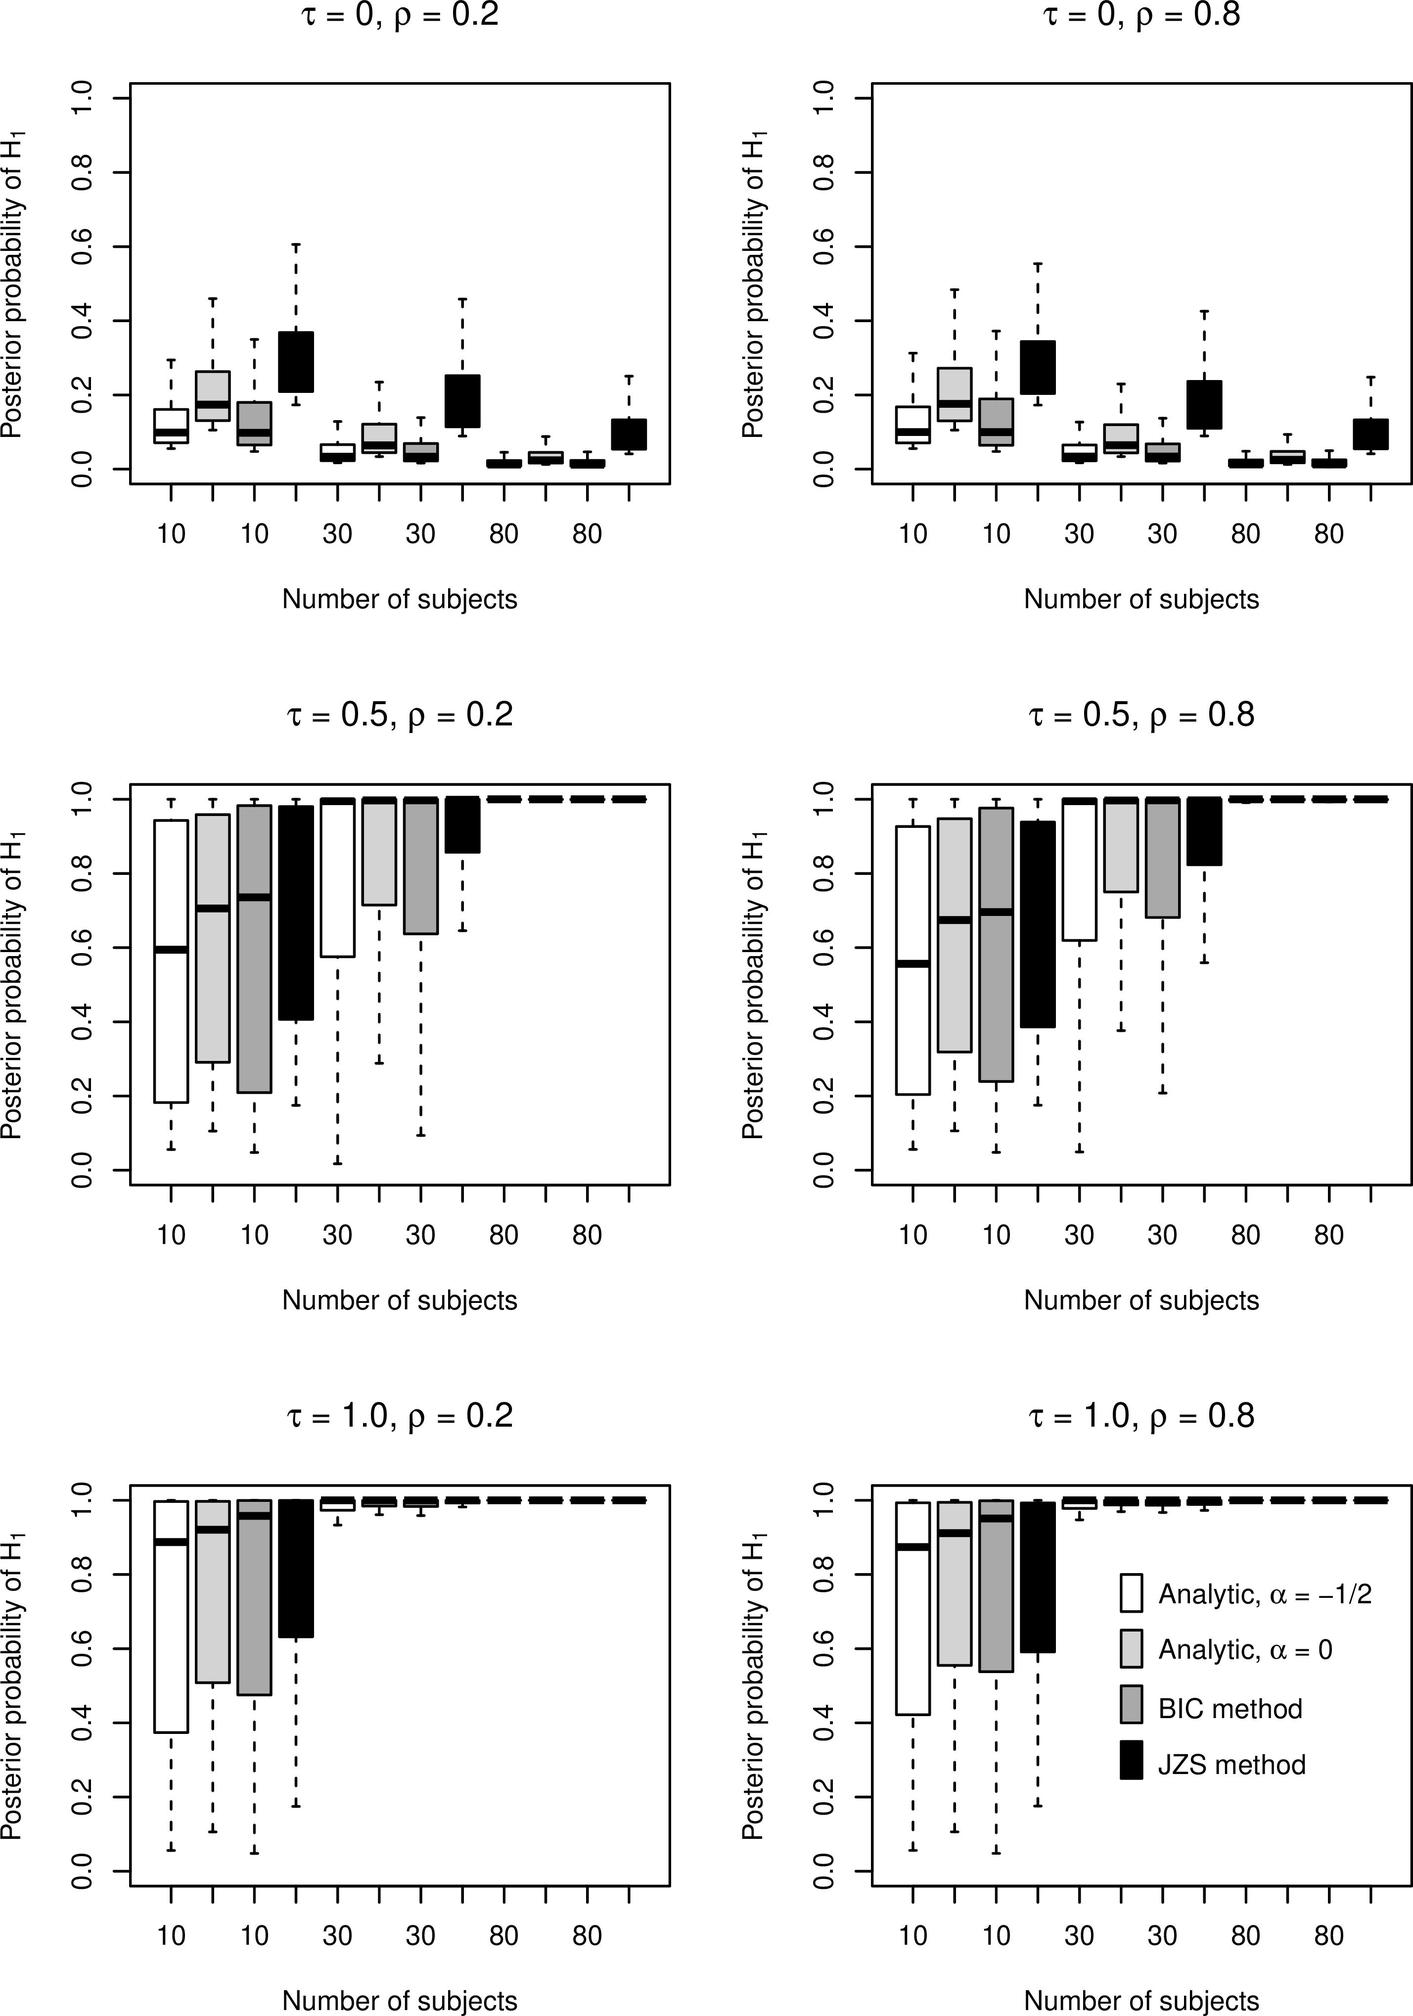 τ = 0, ρ = 0.2
Posterior probability of H1
1.0
0.8
0.6
0.4
0.2
0.0
10 10 30 30 80 80
Number of subjects
τ = 0, ρ = 0.8
Posterior probability of H1
1.0
0.8
0.6
0.4
0.2
0.0
10 10 30 30 80 80
Number of subjects
τ = 0.5, ρ = 0.2
Posterior probability of H1
1.0
0.8
0.6
0.4
0.2
0.0
10 10 30 30 80 80
Number of subjects
τ = 0.5, ρ = 0.8
Posterior probability of H1
1.0
0.8
0.6
0.4
0.2
0.0
10 10 30 30 80 80
Number of subjects
τ = 1.0, ρ = 0.2
Posterior probability of H1
1.0
0.8
0.6
0.4
0.2
0.0
10 10 30 30 80 80
Number of subjects
τ = 1.0, ρ = 0.8
Posterior probability of H1
1.0
0.8
0.6
0.4
0.2
0.0
Analytic, α = −1/2
Analytic, α = 0
BIC method
JZS method
10 10 30 30 80 80
Number of subjects